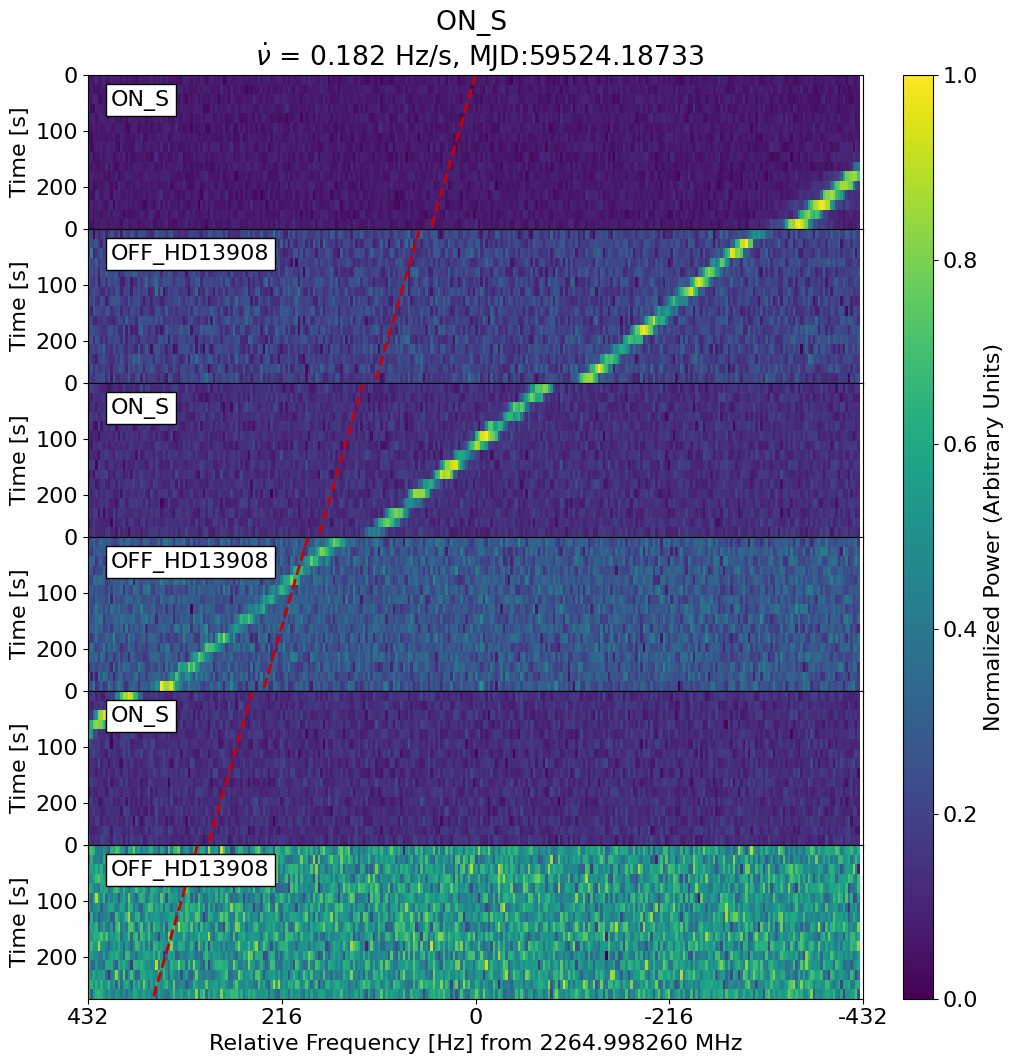 ON_S
ν̇ = 0.182 Hz/s, MJD:59524.18733
0
ON_S
100
200
Time [s]
0
OFF_HD13908
100
200
Time [s]
0
ON_S
100
200
Time [s]
0
OFF_HD13908
100
200
Time [s]
0
ON_S
100
200
Time [s]
0
OFF_HD13908
100
200
Time [s]
432
216
0
-216
-432
Relative Frequency [Hz] from 2264.998260 MHz
1.0
0.8
0.6
0.4
0.2
0.0
Normalized Power (Arbitrary Units)